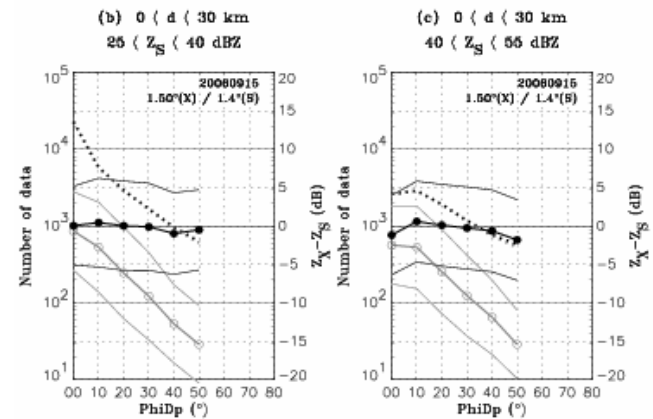 (b) 0 < d < 30 km
25 < Z_S < 40 dBZ
20080915
1.50°(X) / 1.4°(S)
10^5
10^4
10^3
10^2
10^1
Number of data
20
15
10
5
0
-5
-10
-15
-20
Z_X-Z_S (dB)
00 10 20 30 40 50 60 70 80
PhiDp (°)
(c) 0 < d < 30 km
40 < Z_S < 55 dBZ
20080915
1.50°(X) / 1.4°(S)
10^5
10^4
10^3
10^2
10^1
Number of data
20
15
10
5
0
-5
-10
-15
-20
Z_X-Z_S (dB)
00 10 20 30 40 50 60 70 80
PhiDp (°)